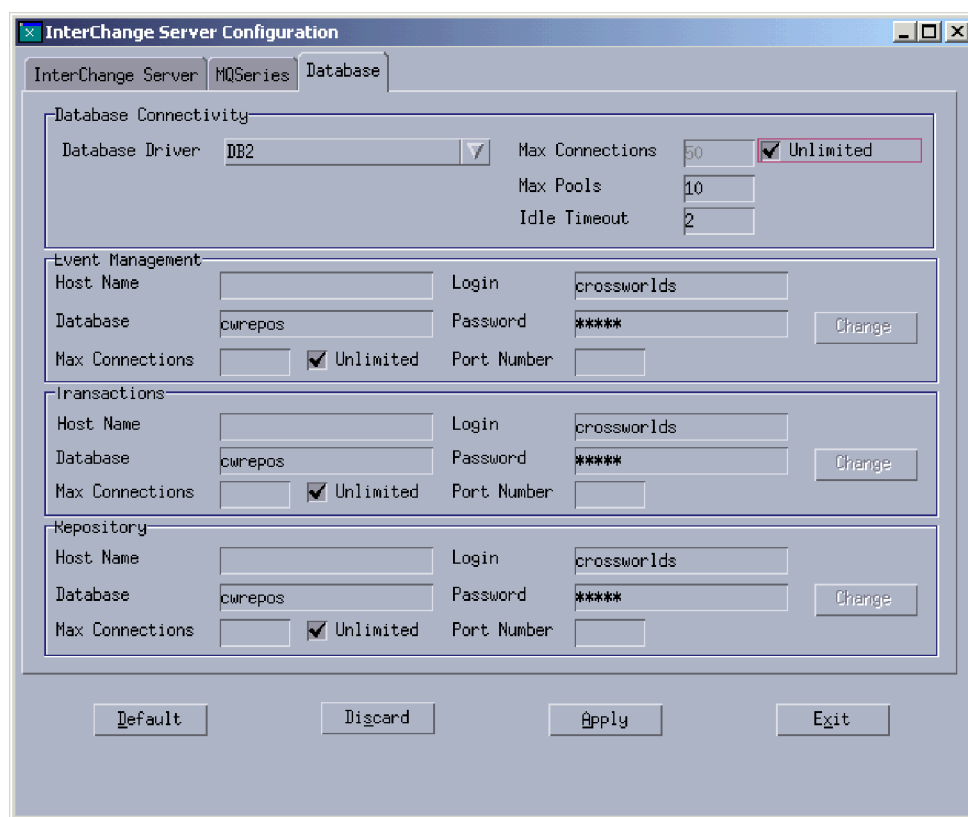 InterChange Server Configuration
InterChange Server MQSeries Database
Database Connectivity
Database Driver DB2 Max Connections 50 Unlimited
Max Pools 10
Idle Timeout 2
Event Management
Host Name Login crossworlds
Database cwrepos Password ***** Change
Max Connections Unlimited Port Number
Transactions
Host Name Login crossworlds
Database cwrepos Password ***** Change
Max Connections Unlimited Port Number
Repository
Host Name Login crossworlds
Database cwrepos Password ***** Change
Max Connections Unlimited Port Number
Default Discard Apply Exit